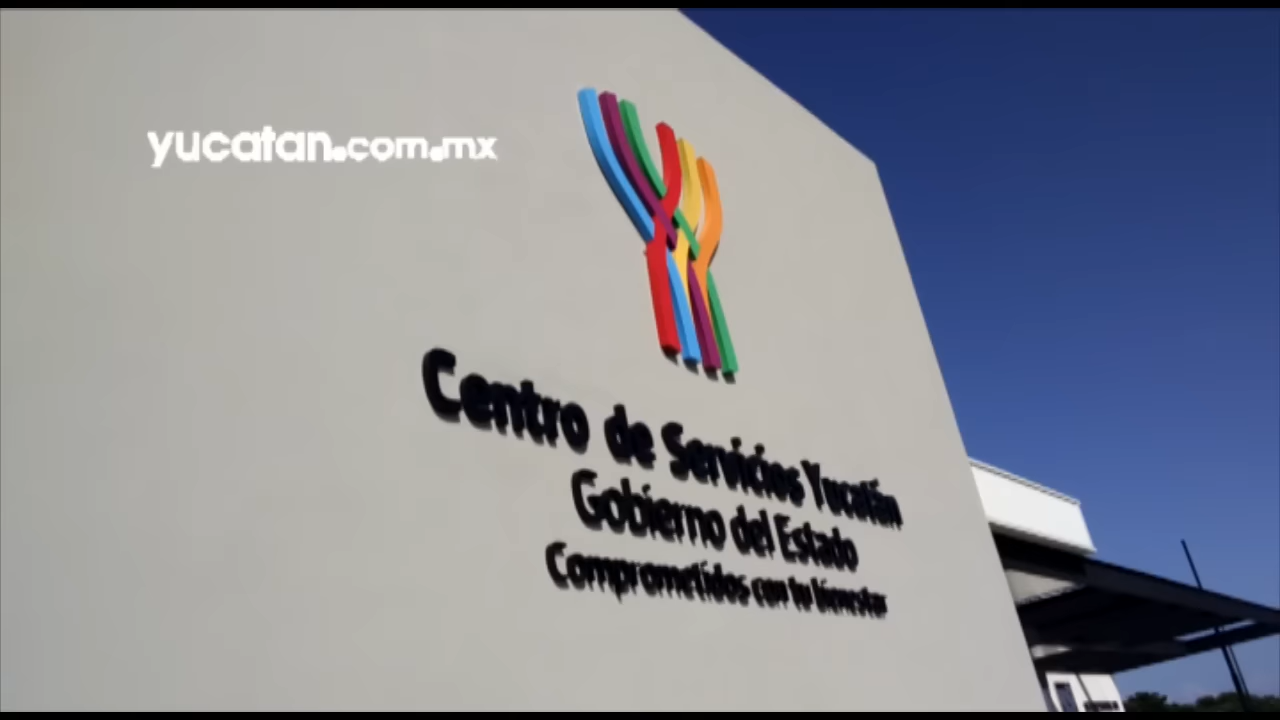 yucatan.com.mx
Centro de Servicios Yucatán
Gobierno del Estado
Comprometidos con tu bienestar